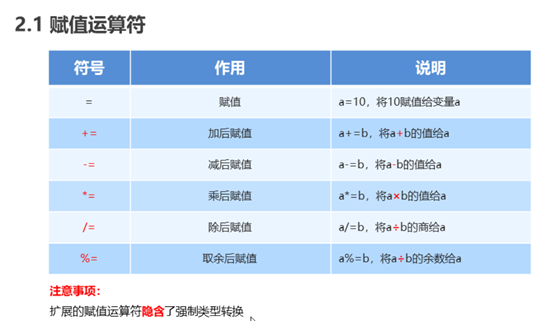 2.1 赋值运算符
符号 作用 说明
= 赋值 a=10，将10赋值给变量a
+= 加后赋值 a+=b，将a+b的值给a
-= 减后赋值 a-=b，将a-b的值给a
*= 乘后赋值 a*=b，将a×b的值给a
/= 除后赋值 a/=b，将a÷b的商给a
%= 取余后赋值 a%=b，将a÷b的余数给a
注意事项：
扩展的赋值运算符隐含了强制类型转换